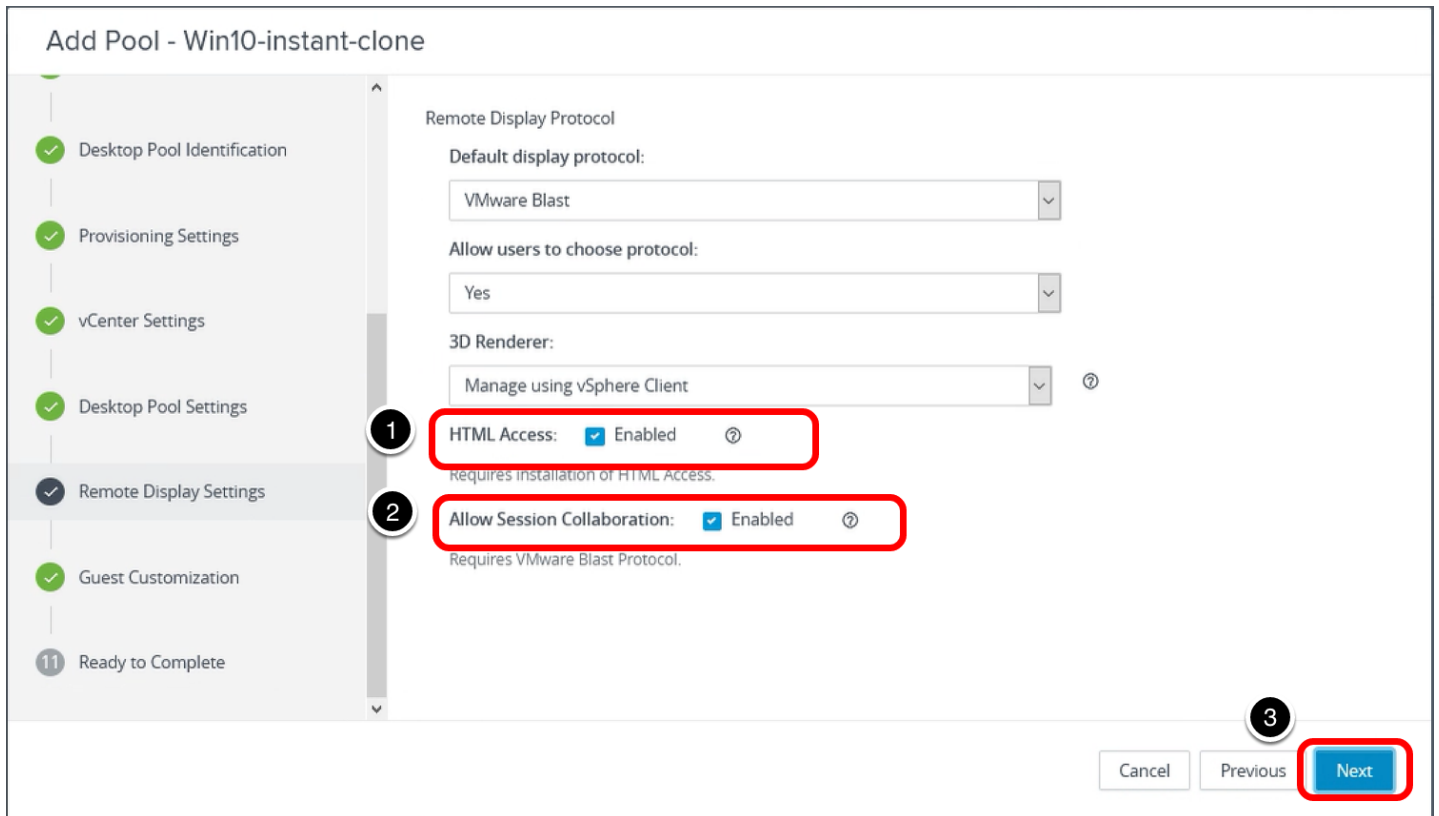 Add Pool - Win10-instant-clone
Desktop Pool Identification
Provisioning Settings
vCenter Settings
Desktop Pool Settings
Remote Display Settings
Guest Customization
11 Ready to Complete
Remote Display Protocol
Default display protocol:
VMware Blast
Allow users to choose protocol:
Yes
3D Renderer:
Manage using vSphere Client
1 HTML Access: Enabled
Requires installation of HTML Access.
2 Allow Session Collaboration: Enabled
Requires VMware Blast Protocol.
3
Cancel Previous Next